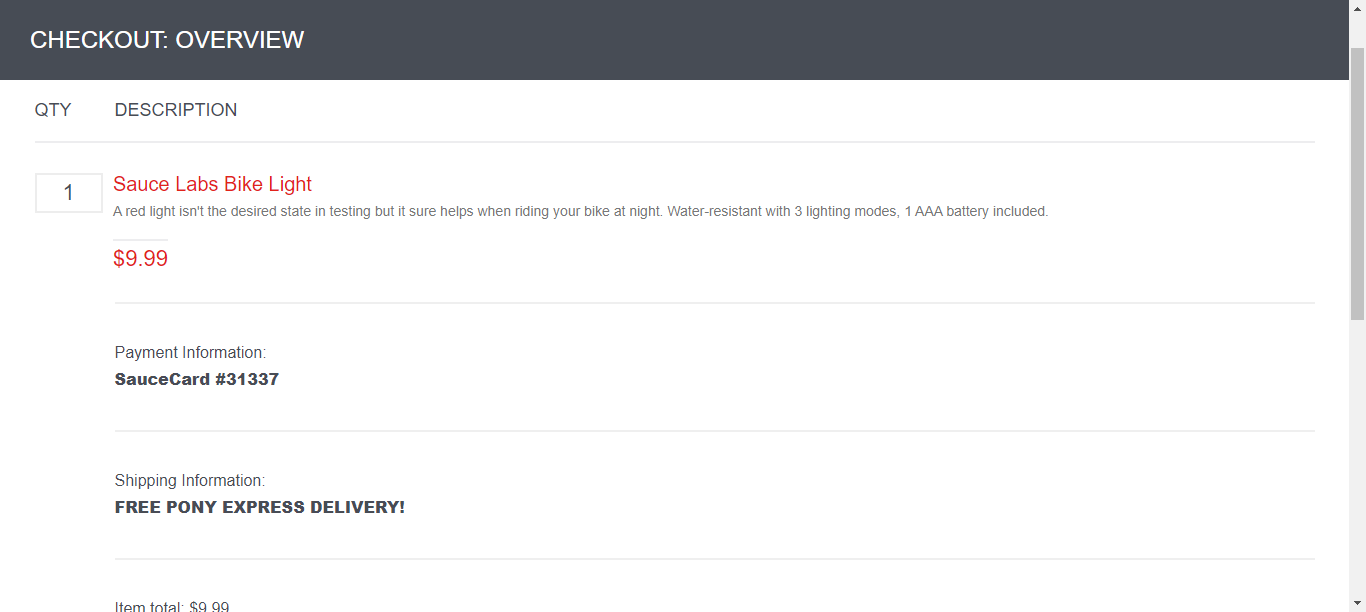 CHECKOUT: OVERVIEW
QTY DESCRIPTION
1 Sauce Labs Bike Light
A red light isn't the desired state in testing but it sure helps when riding your bike at night. Water-resistant with 3 lighting modes, 1 AAA battery included.
$9.99
Payment Information:
SauceCard #31337
Shipping Information:
FREE PONY EXPRESS DELIVERY!
Item total: $9.99